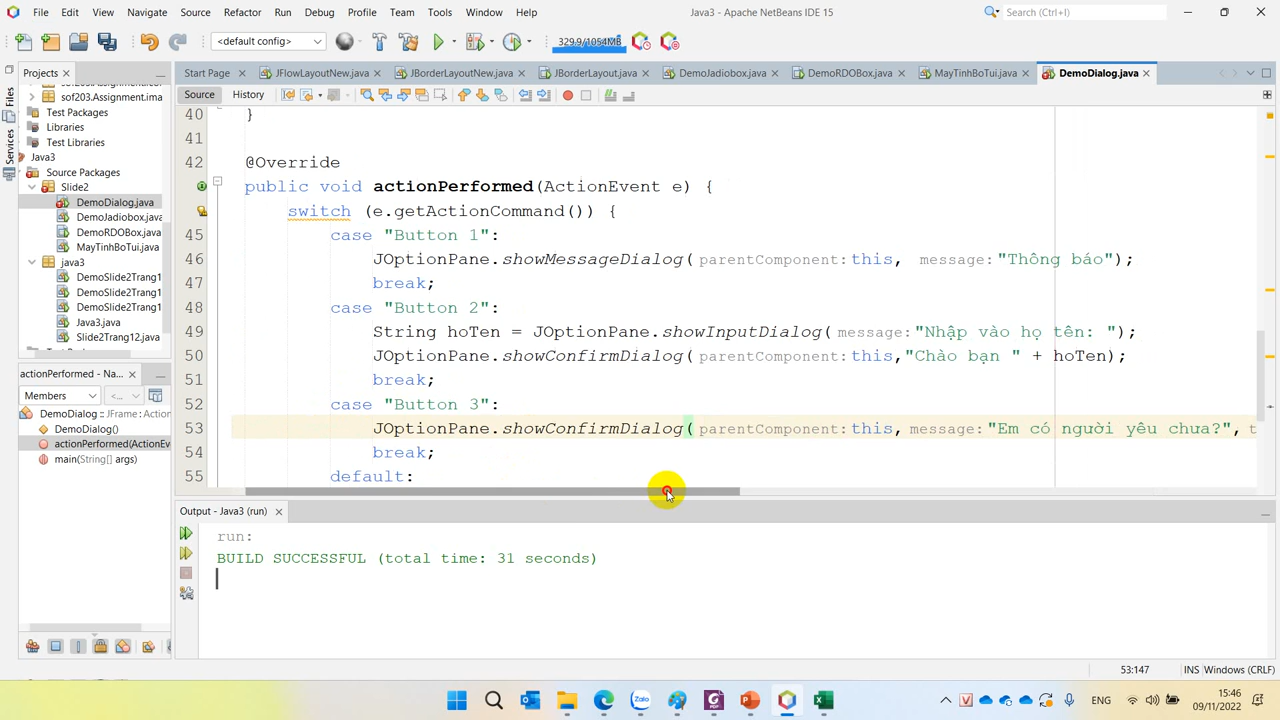 File Edit View Navigate Source Refactor Run Debug Profile Team Tools Window Help
Java3 - Apache NetBeans IDE 15
Search (Ctrl+I)
<default config>
329.9/1054MB
Projects
Start Page
JFlowLayoutNew.java
JBorderLayoutNew.java
JBorderLayout.java
DemoJadiobox.java
DemoRDOBox.java
MayTinhBoTui.java
DemoDialog.java
Files
Services
sof203.Assignment.ima
Test Packages
Libraries
Test Libraries
Java3
Source Packages
Slide2
DemoDialog.java
DemoJadiobox.java
DemoRDOBox.java
MayTinhBoTui.java
java3
DemoSlide2Trang1
DemoSlide2Trang1
DemoSlide2Trang1
Java3.java
Slide2Trang12.java
actionPerformed - Na...
Members
<...
DemoDialog :: JFrame : Action
DemoDialog()
actionPerformed(ActionEv
main(String[] args)
Source History
40 }
41
42 @Override
public void actionPerformed(ActionEvent e) {
switch (e.getActionCommand()) {
45 case "Button 1":
46 JOptionPane.showMessageDialog(parentComponent: this, message: "Thông báo");
47 break;
48 case "Button 2":
49 String hoTen = JOptionPane.showInputDialog(message: "Nhập vào họ tên: ");
50 JOptionPane.showConfirmDialog(parentComponent: this,"Chào bạn " + hoTen);
51 break;
52 case "Button 3":
53 JOptionPane.showConfirmDialog(parentComponent: this, message: "Em có người yêu chưa?", t
54 break;
55 default:
Output - Java3 (run)
run:
BUILD SUCCESSFUL (total time: 31 seconds)
53:147
INS
Windows (CRLF)
Zalo
ENG
15:46
09/11/2022